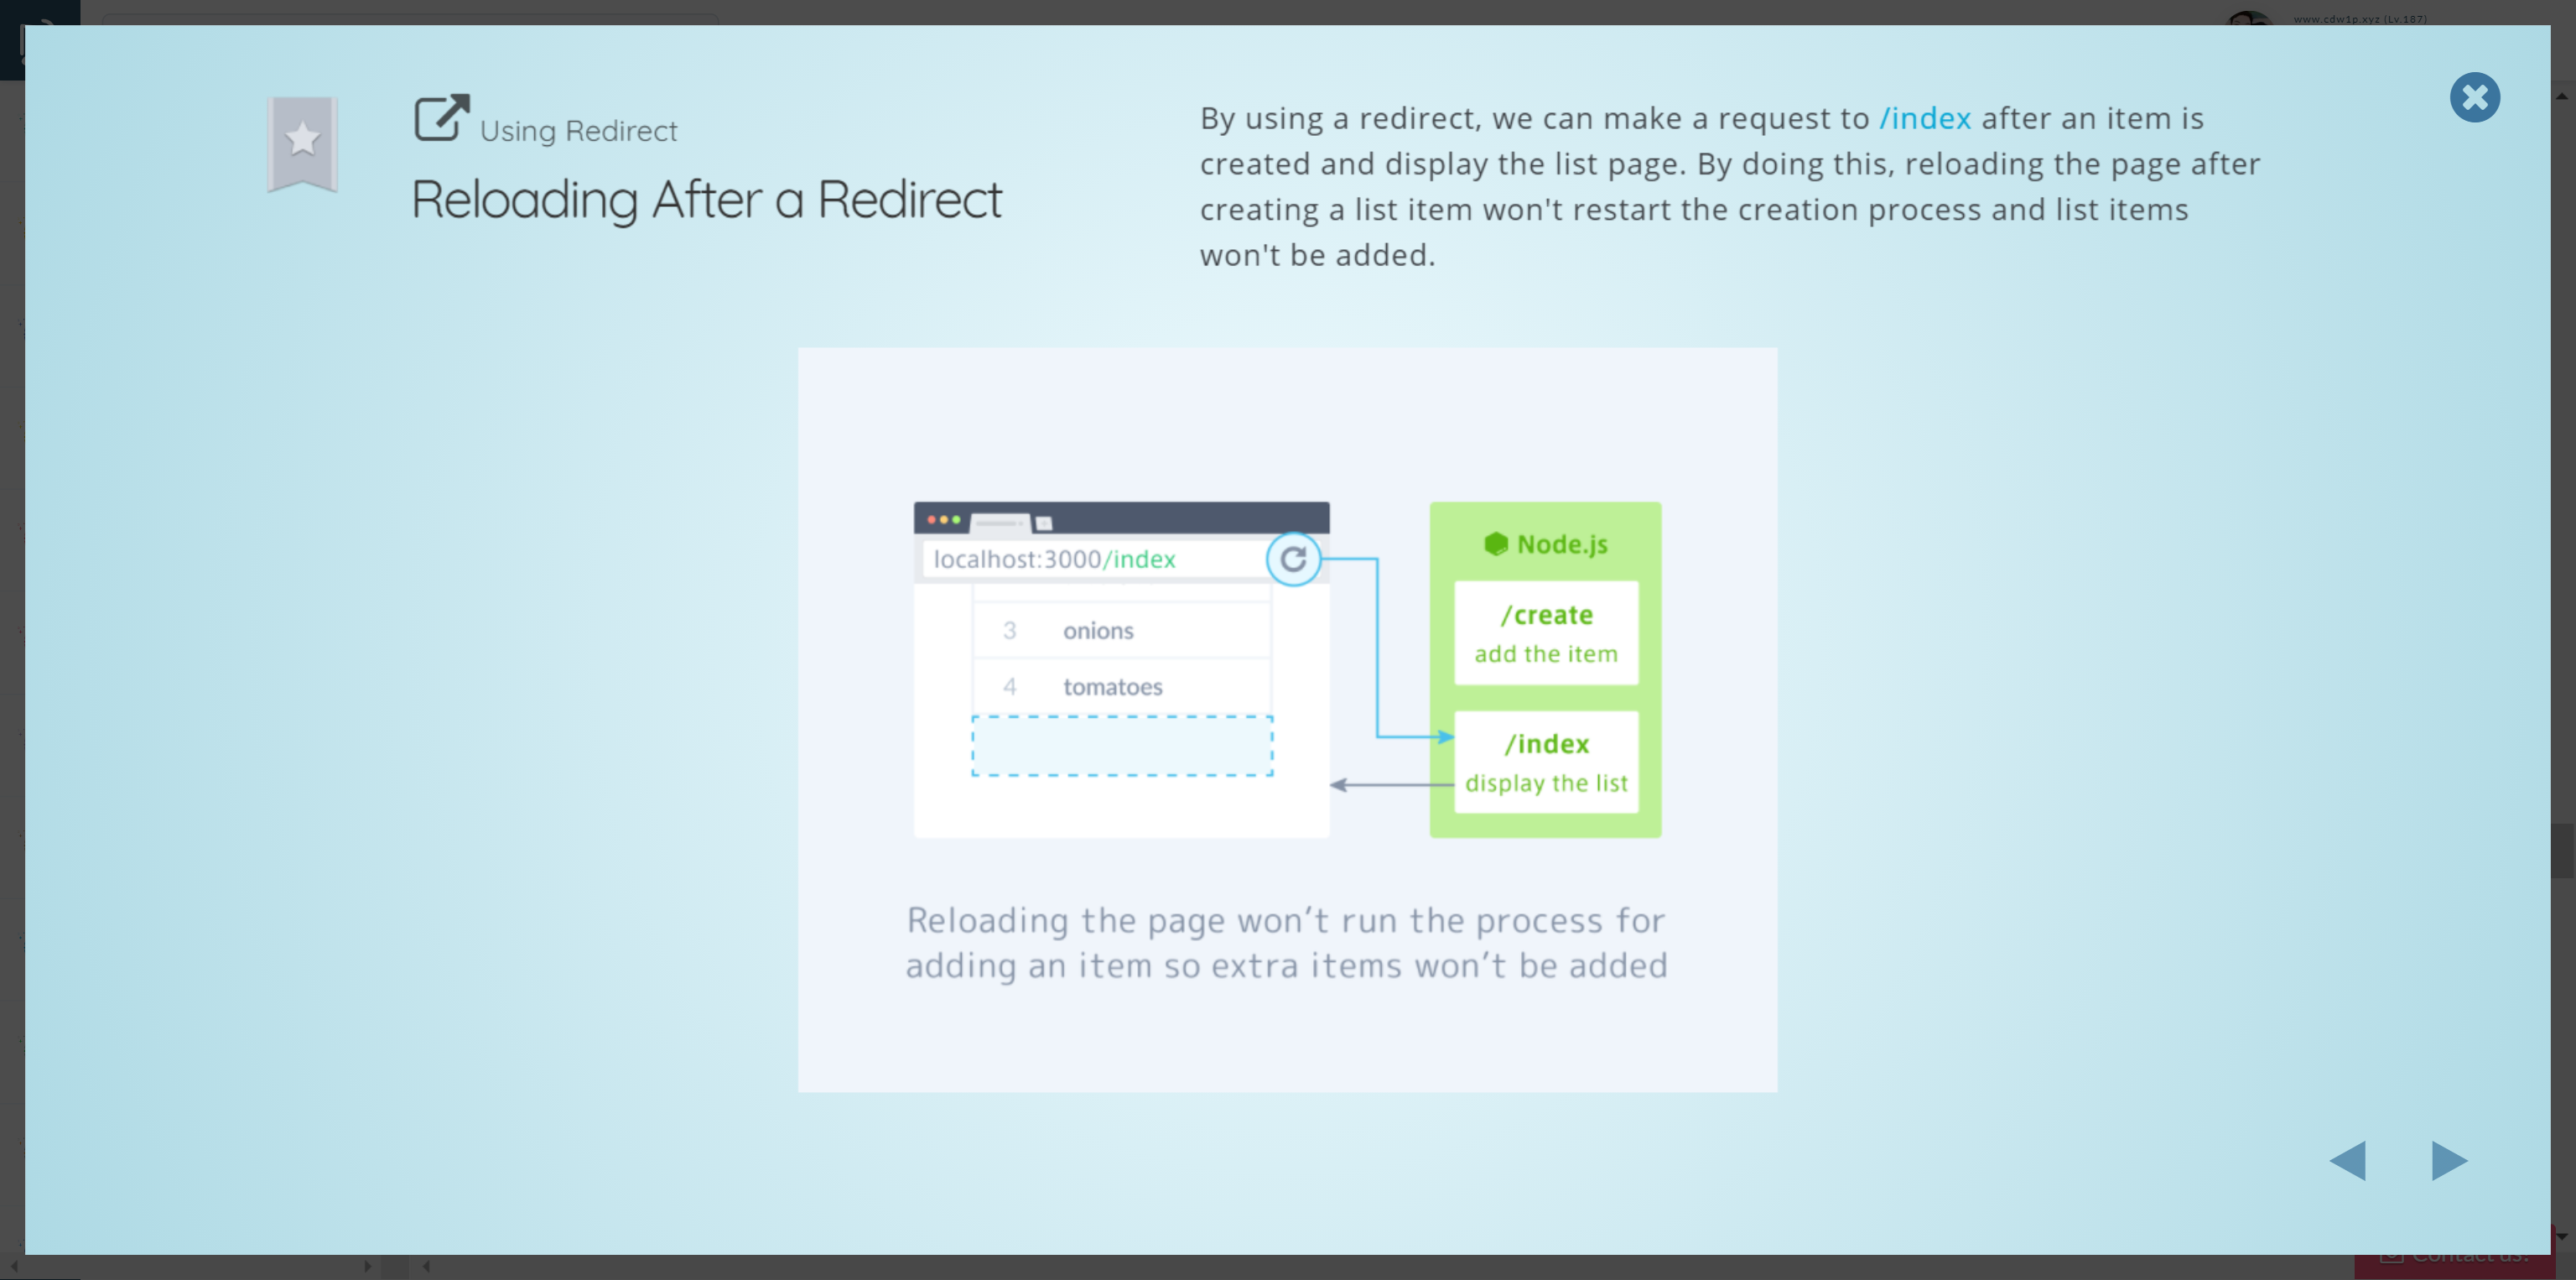 www.cdw1p.xyz (Lv.187)
Using Redirect
Reloading After a Redirect
By using a redirect, we can make a request to /index after an item is
created and display the list page. By doing this, reloading the page after
creating a list item won't restart the creation process and list items
won't be added.
localhost:3000/index
3 onions
4 tomatoes
Node.js
/create
add the item
/index
display the list
Reloading the page won’t run the process for
adding an item so extra items won’t be added
Contact us!